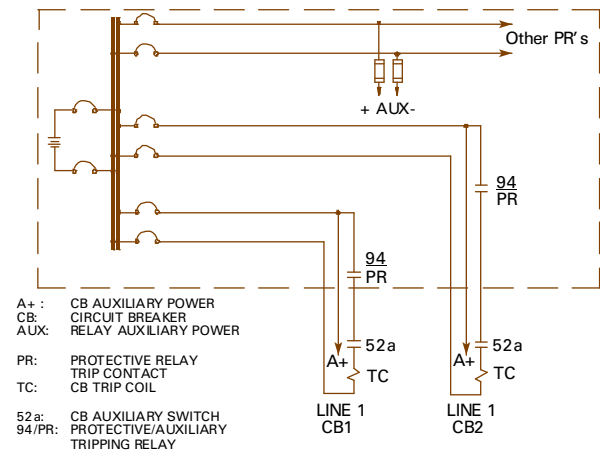 Other PR's
+ AUX-
94
PR
94
PR
A+ : CB AUXILIARY POWER
CB: CIRCUIT BREAKER
AUX: RELAY AUXILIARY POWER
PR: PROTECTIVE RELAY
TRIP CONTACT
TC: CB TRIP COIL
52a: CB AUXILIARY SWITCH
94/PR: PROTECTIVE/AUXILIARY
TRIPPING RELAY
A+
52a
TC
LINE 1
CB1
A+
52a
TC
LINE 1
CB2